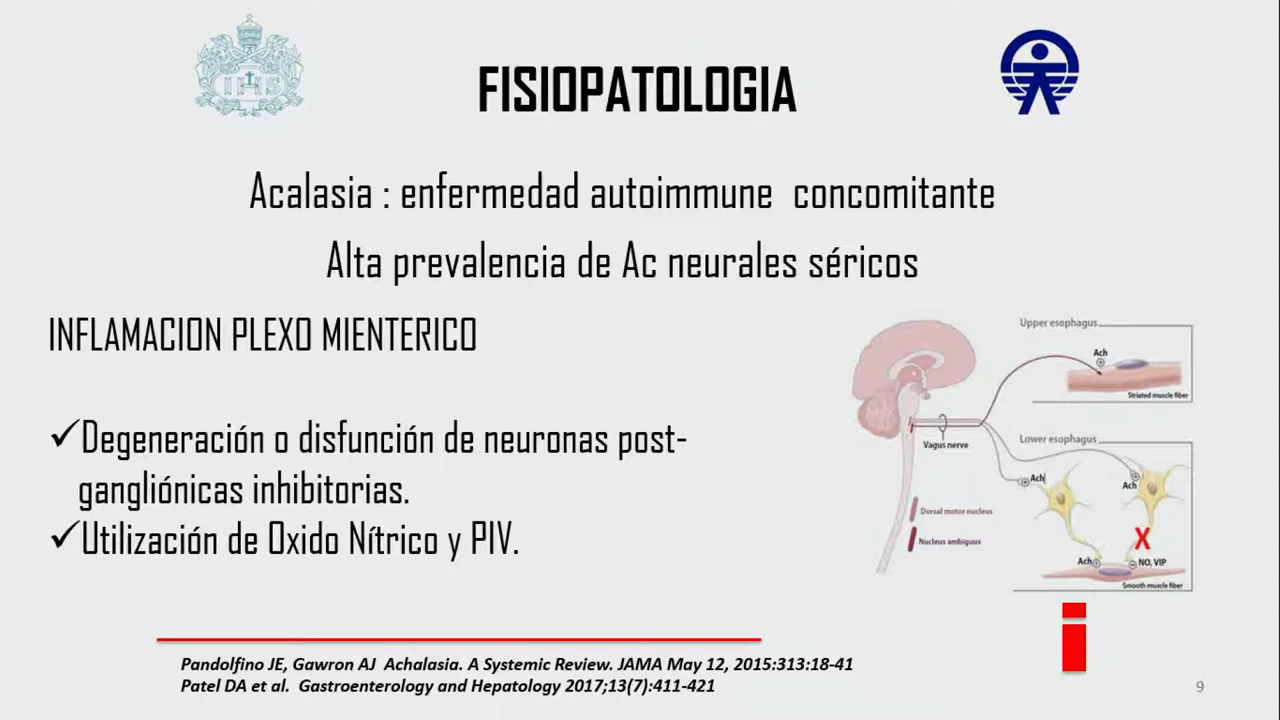 IHS
FISIOPATOLOGIA
Acalasia : enfermedad autoimmune concomitante
Alta prevalencia de Ac neurales séricos
INFLAMACION PLEXO MIENTERICO
✓Degeneración o disfunción de neuronas post-
gangliónicas inhibitorias.
✓Utilización de Oxido Nítrico y PIV.
Upper esophagus
Ach
Striated muscle fiber
Vagus nerve
Lower esophagus
Ach
Ach
Dorsal motor nucleus
Nucleus ambiguus
X
Ach
NO, VIP
Smooth muscle fiber
i
Pandolfino JE, Gawron AJ Achalasia. A Systemic Review. JAMA May 12, 2015:313:18-41
Patel DA et al. Gastroenterology and Hepatology 2017;13(7):411-421
9